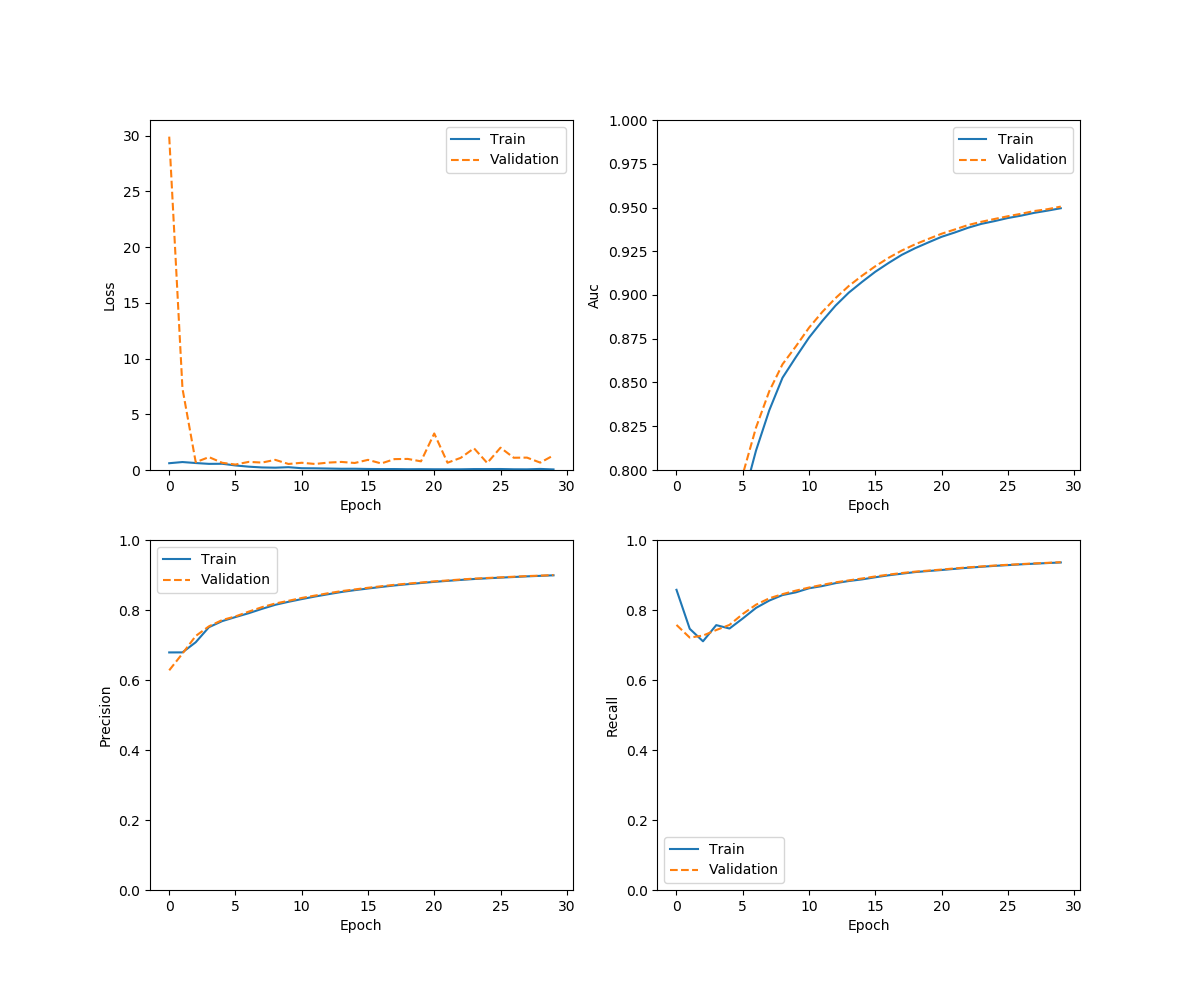 Train
Validation
30
25
20
15
10
5
0
Loss
0 5 10 15 20 25 30
Epoch
Train
Validation
1.000
0.975
0.950
0.925
0.900
0.875
0.850
0.825
0.800
Auc
0 5 10 15 20 25 30
Epoch
Train
Validation
1.0
0.8
0.6
0.4
0.2
0.0
Precision
0 5 10 15 20 25 30
Epoch
1.0
0.8
0.6
0.4
0.2
0.0
Recall
Train
Validation
0 5 10 15 20 25 30
Epoch